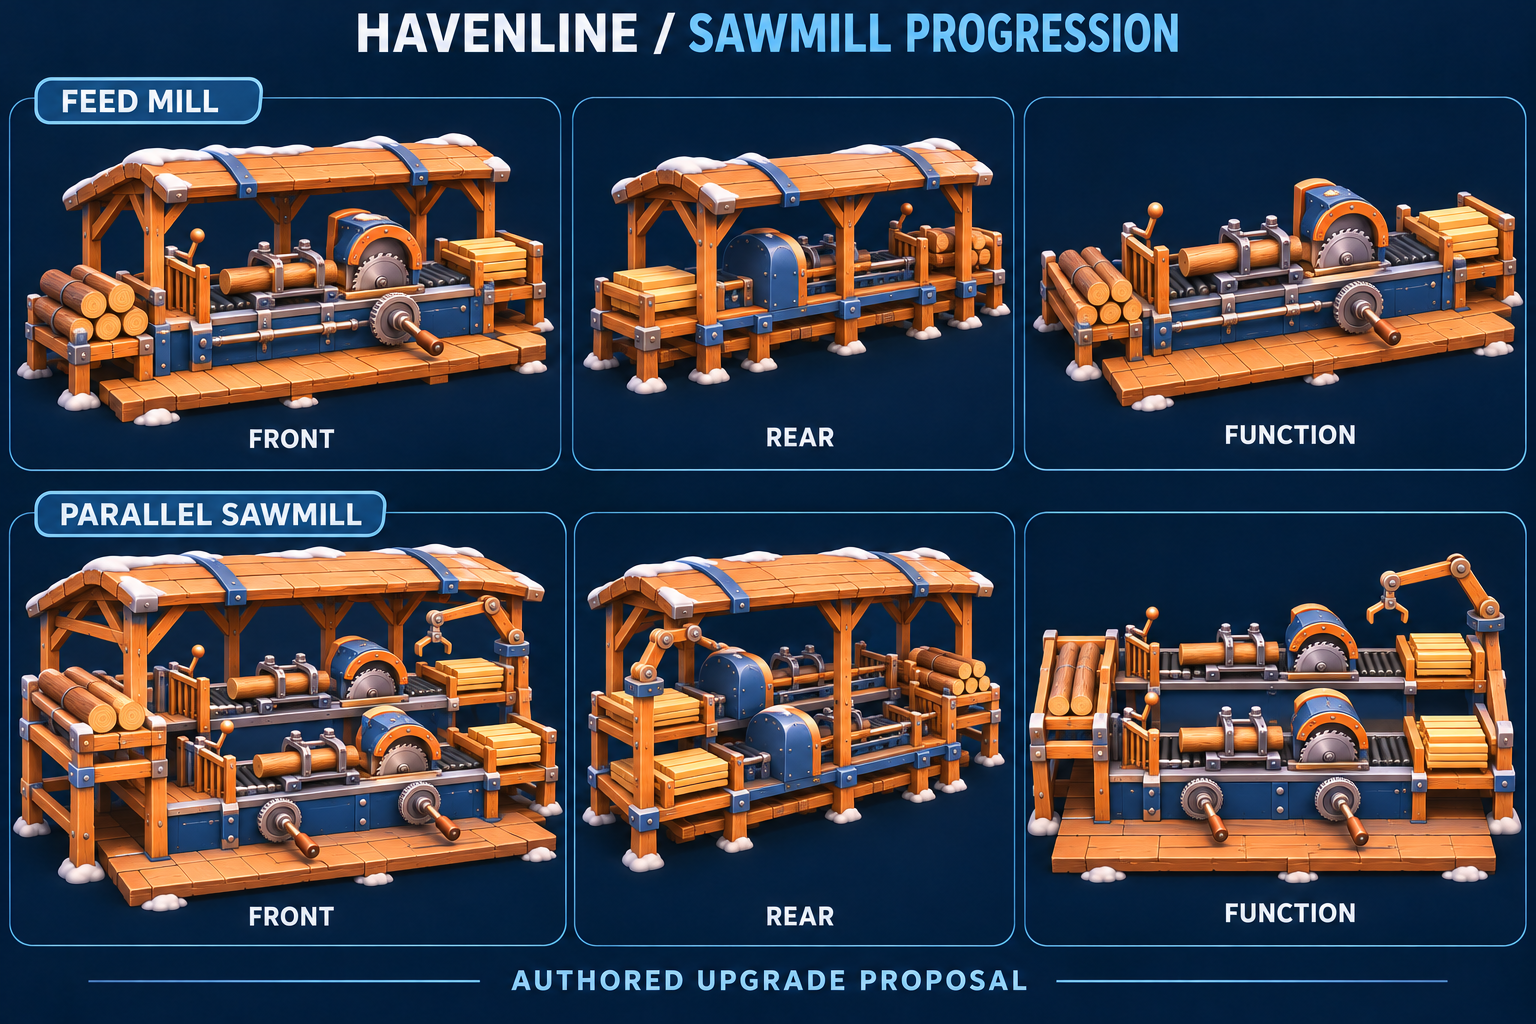 HAVENLINE / SAWMILL PROGRESSION
FEED MILL
FRONT
REAR
FUNCTION
PARALLEL SAWMILL
FRONT
REAR
FUNCTION
AUTHORED UPGRADE PROPOSAL